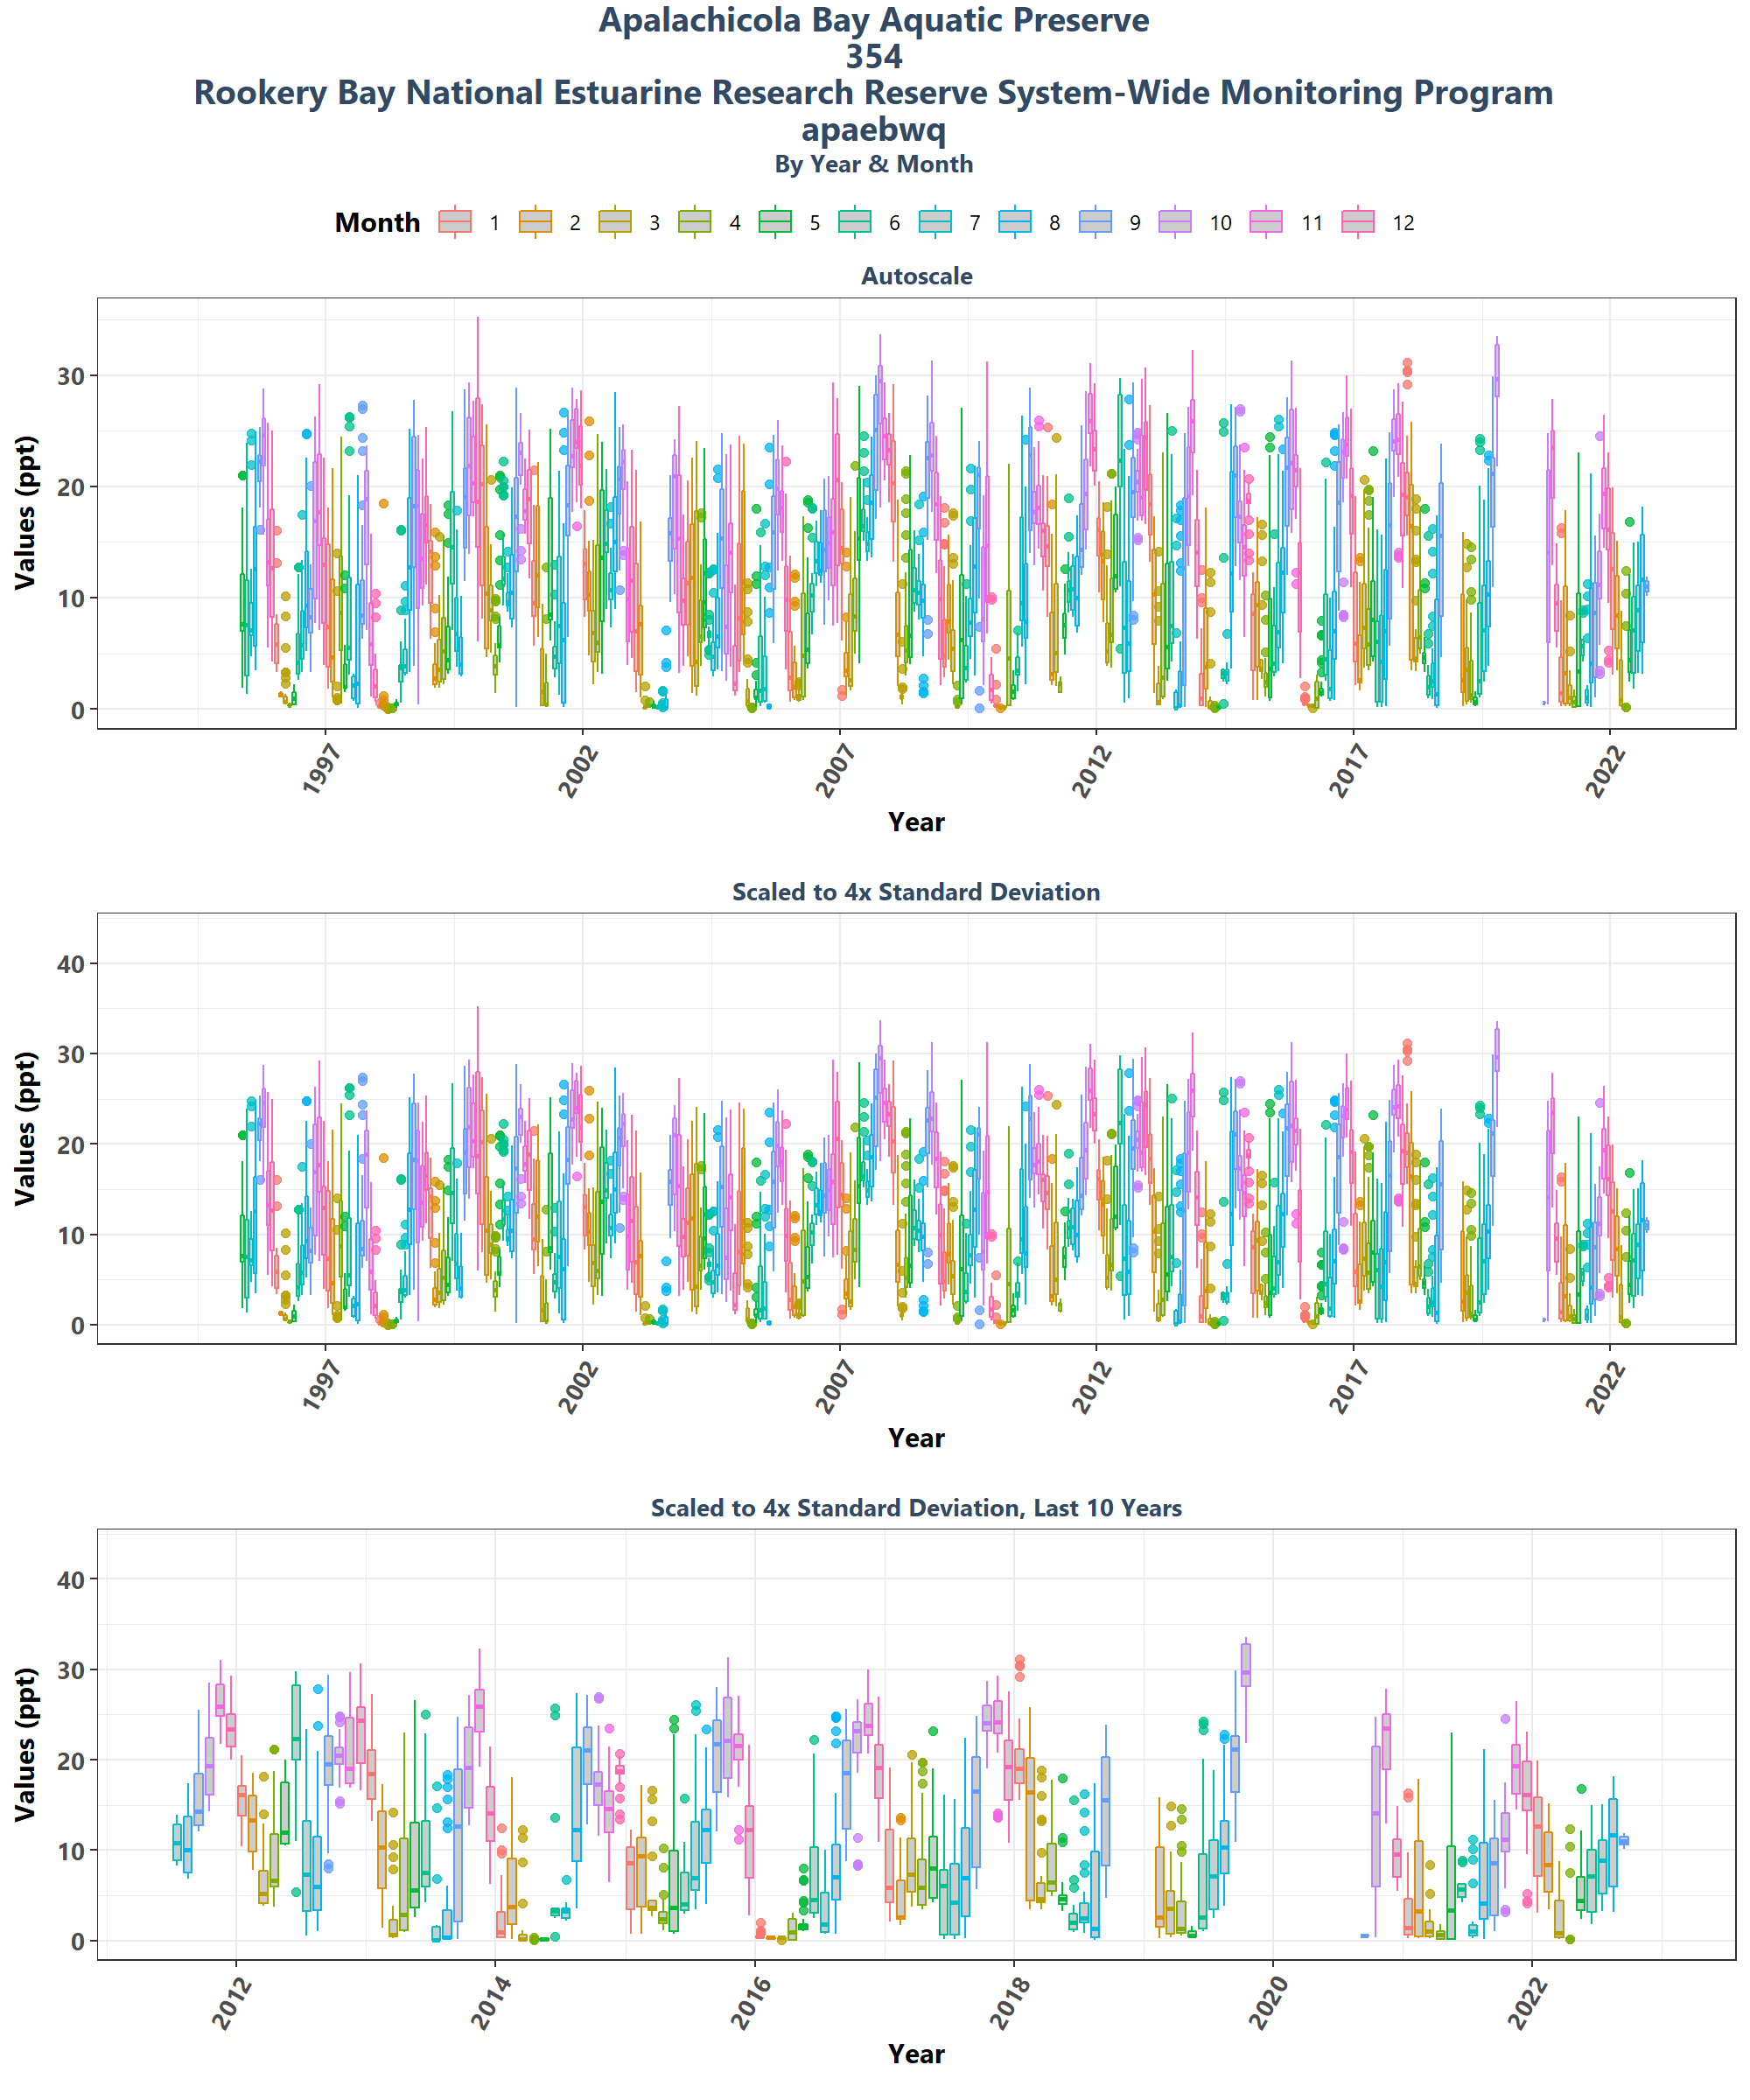 Apalachicola Bay Aquatic Preserve
354
Rookery Bay National Estuarine Research Reserve System-Wide Monitoring Program
apaebwq
By Year & Month
Month 1 2 3 4 5 6 7 8 9 10 11 12
Autoscale
Values (ppt)
30
20
10
0
1997 2002 2007 2012 2017 2022
Year
Scaled to 4x Standard Deviation
Values (ppt)
40
30
20
10
0
1997 2002 2007 2012 2017 2022
Year
Scaled to 4x Standard Deviation, Last 10 Years
Values (ppt)
40
30
20
10
0
2012 2014 2016 2018 2020 2022
Year